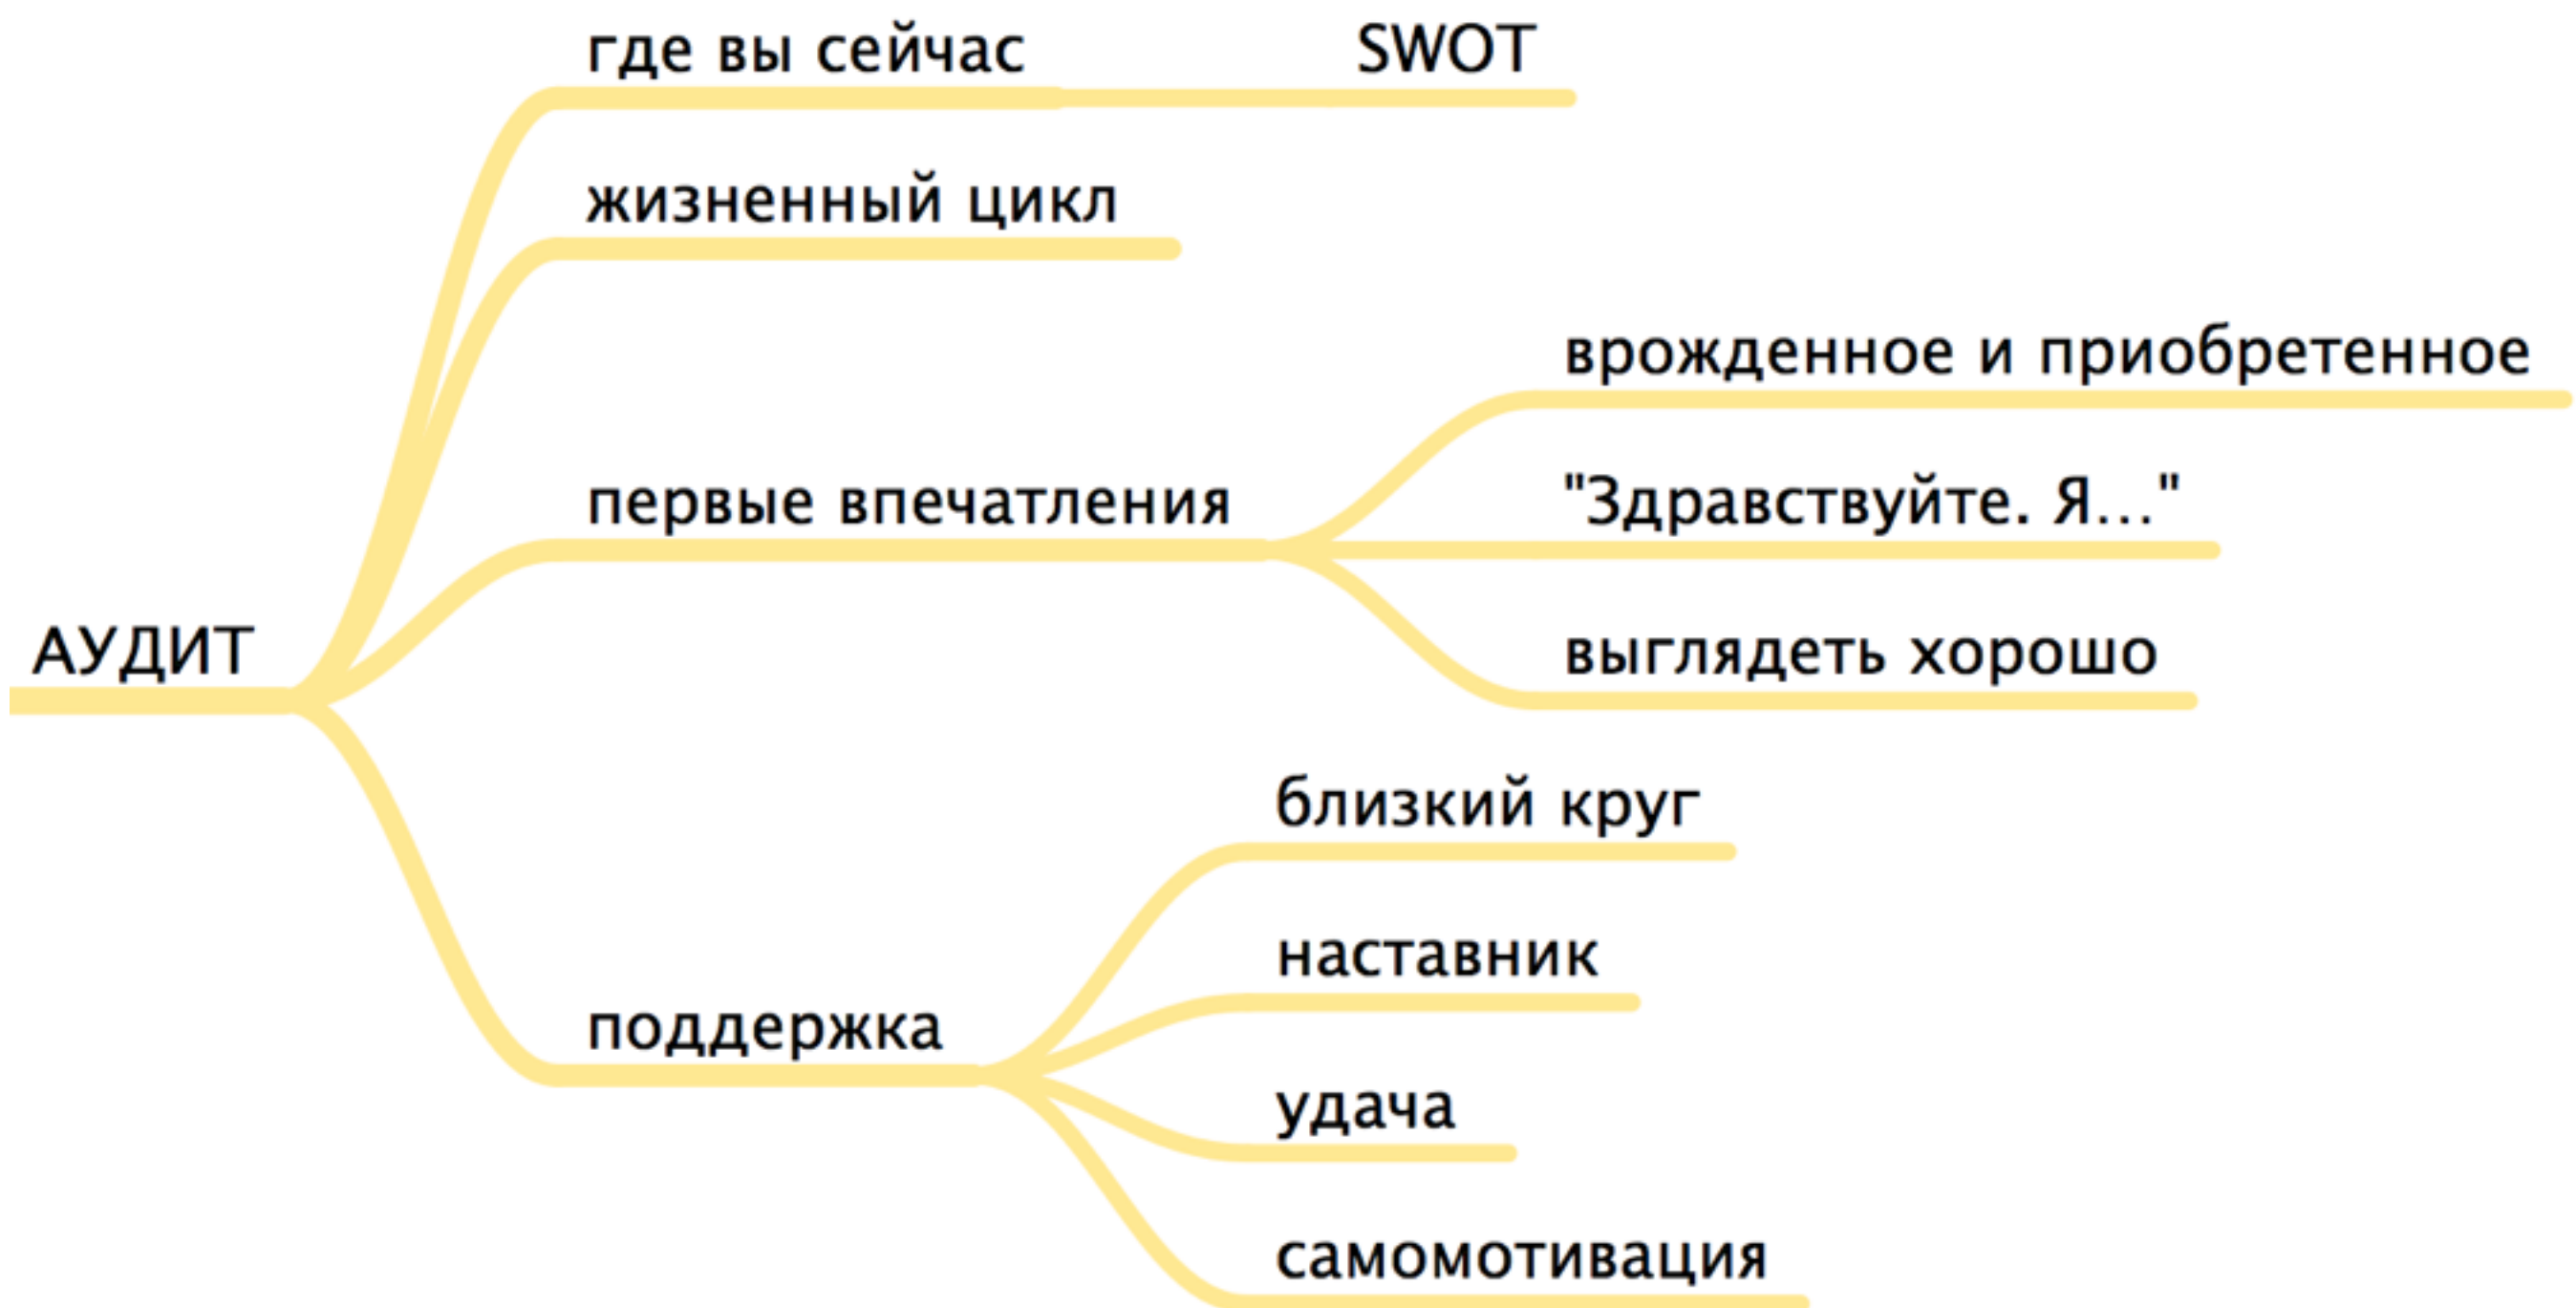 где вы сейчас
SWOT
жизненный цикл
врожденное и приобретенное
первые впечатления
"Здравствуйте. Я…"
АУДИТ
выглядеть хорошо
близкий круг
наставник
поддержка
удача
самомотивация